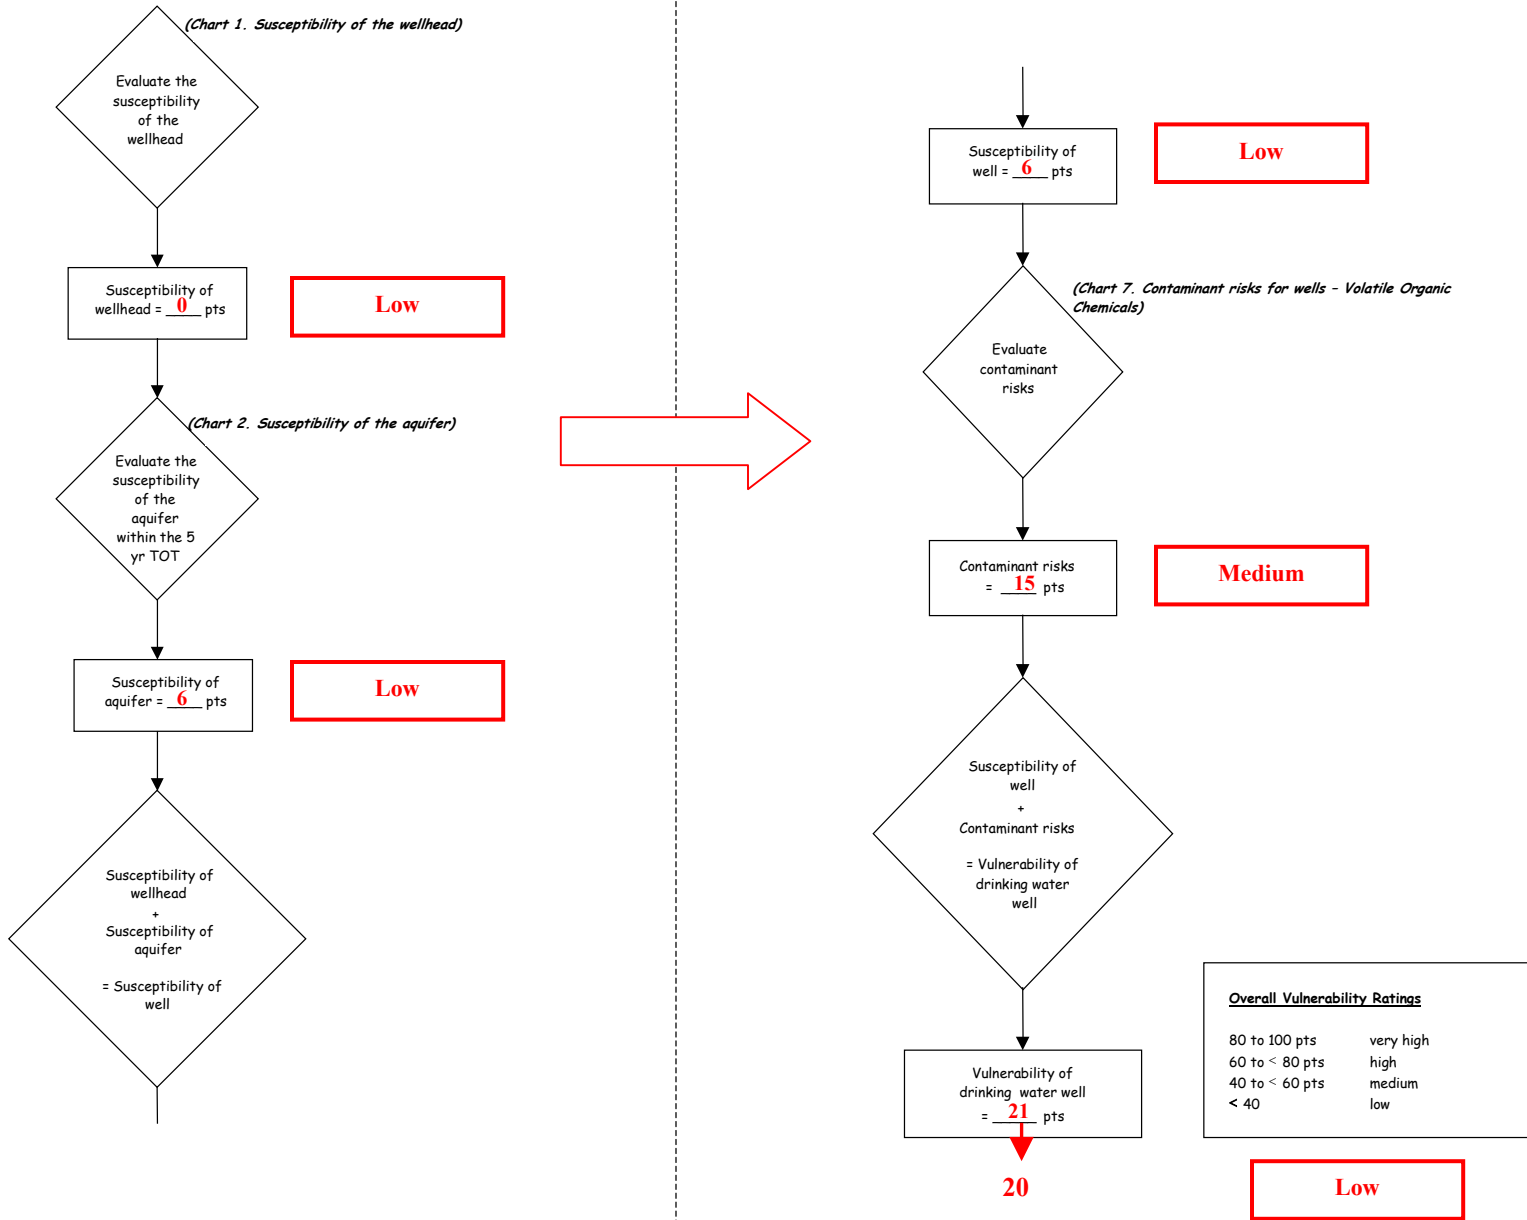 (Chart 1. Susceptibility of the wellhead)
Evaluate the
susceptibility
of the
wellhead
Susceptibility of
wellhead = 0 pts
Low
(Chart 2. Susceptibility of the aquifer)
Evaluate the
susceptibility
of the
aquifer
within the 5
yr TOT
Susceptibility of
aquifer = 6 pts
Low
Susceptibility of
wellhead
+
Susceptibility of
aquifer
= Susceptibility of
well
Susceptibility of
well = 6 pts
Low
(Chart 7. Contaminant risks for wells – Volatile Organic
Chemicals)
Evaluate
contaminant
risks
Contaminant risks
= 15 pts
Medium
Susceptibility of
well
+
Contaminant risks
= Vulnerability of
drinking water
well
Vulnerability of
drinking water well
= 21 pts
20
Overall Vulnerability Ratings
80 to 100 pts very high
60 to < 80 pts high
40 to < 60 pts medium
< 40 low
Low